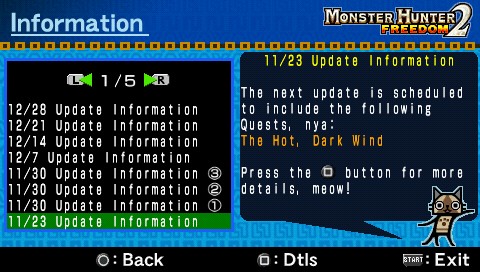 Information
MONSTER HUNTER
FREEDOM 2
L 1/5 R
12/28 Update Information
12/21 Update Information
12/14 Update Information
12/7 Update Information
11/30 Update Information ③
11/30 Update Information ②
11/30 Update Information ①
11/23 Update Information
11/23 Update Information
The next update is scheduled
to include the following
Quests, nya:
The Hot, Dark Wind
Press the button for more
details, meow!
: Back
: Dtls
START : Exit